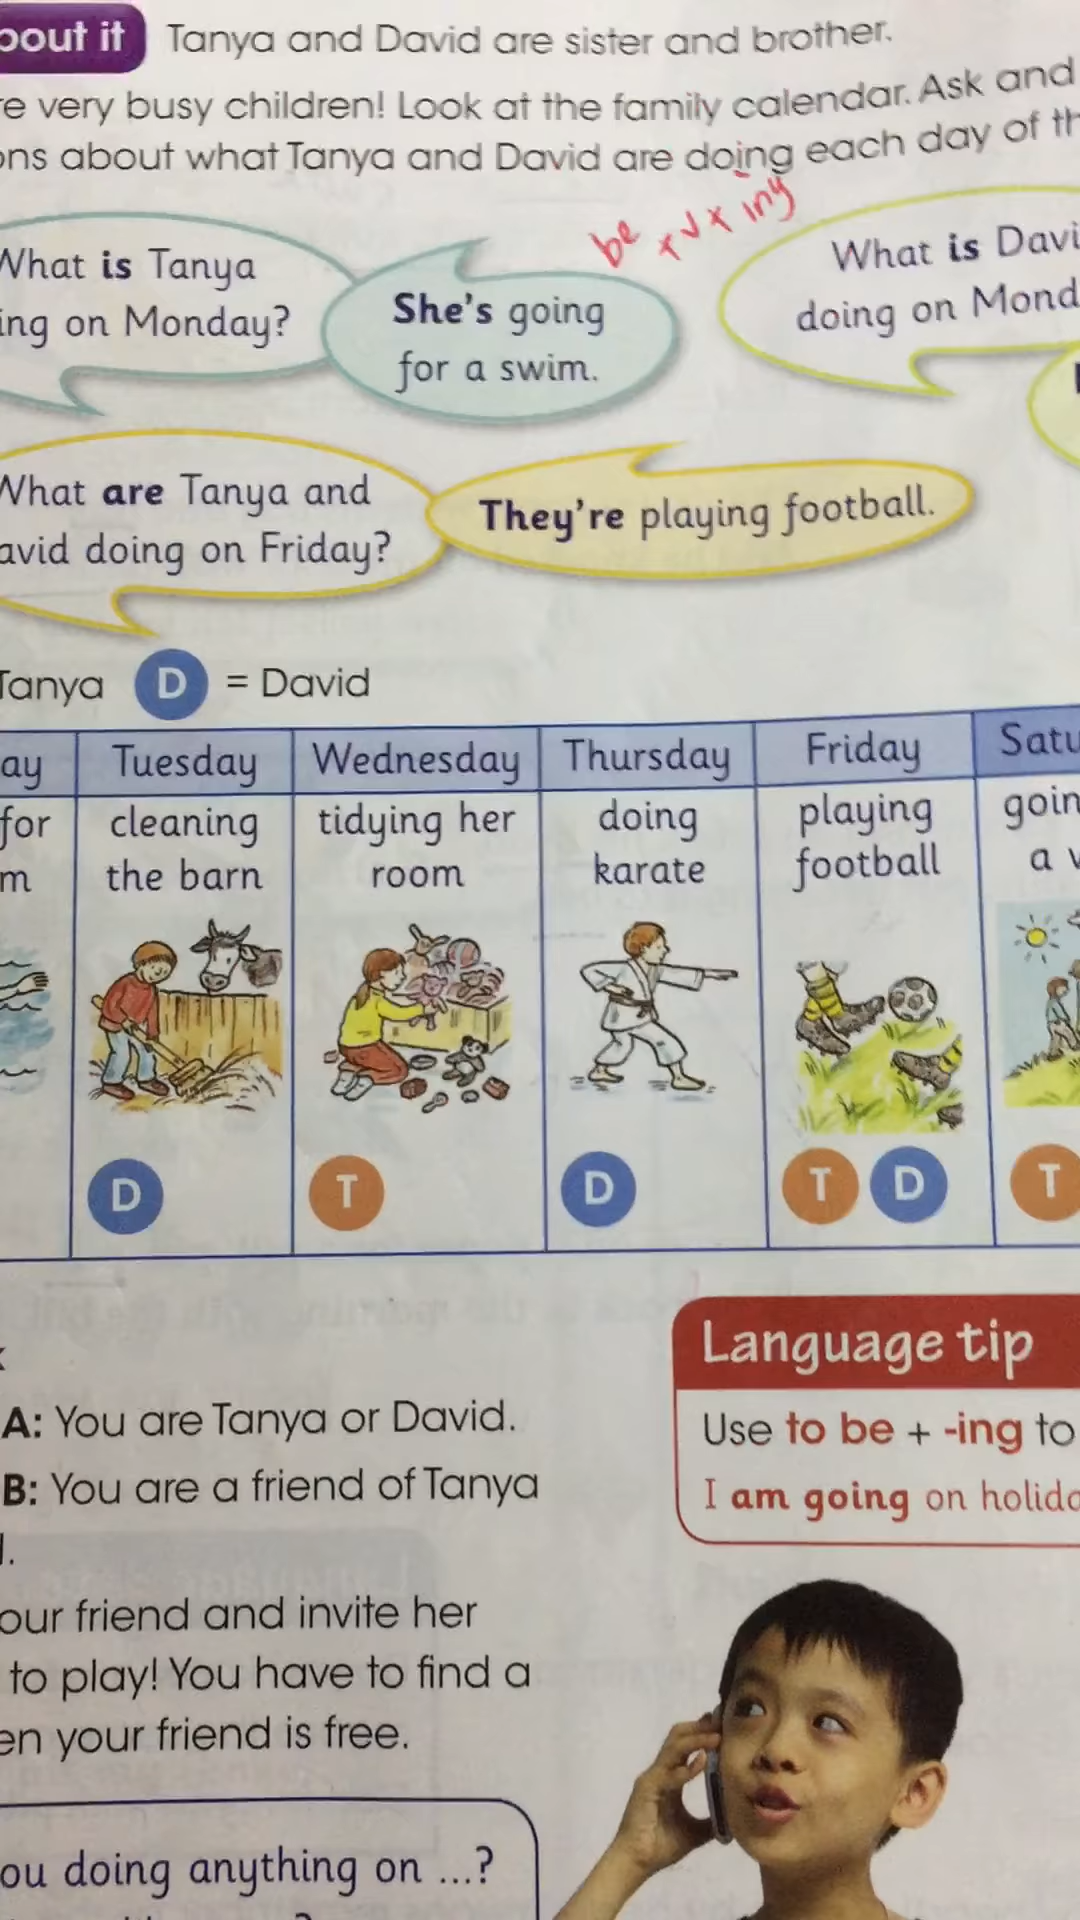 bout it Tanya and David are sister and brother.
re very busy children! Look at the family calendar. Ask and
ons about what Tanya and David are doing each day of th
be + V + ing
What is Tanya
ing on Monday?
She's going
for a swim.
What is Davi
doing on Mond
What are Tanya and
avid doing on Friday?
They're playing football.
Tanya D = David
ay Tuesday Wednesday Thursday Friday Satu
for cleaning tidying her doing playing goin
m the barn room karate football a w
D T D T D T
A: You are Tanya or David.
B: You are a friend of Tanya
l.
our friend and invite her
to play! You have to find a
en your friend is free.
ou doing anything on ...?
Language tip
Use to be + -ing to
I am going on holida